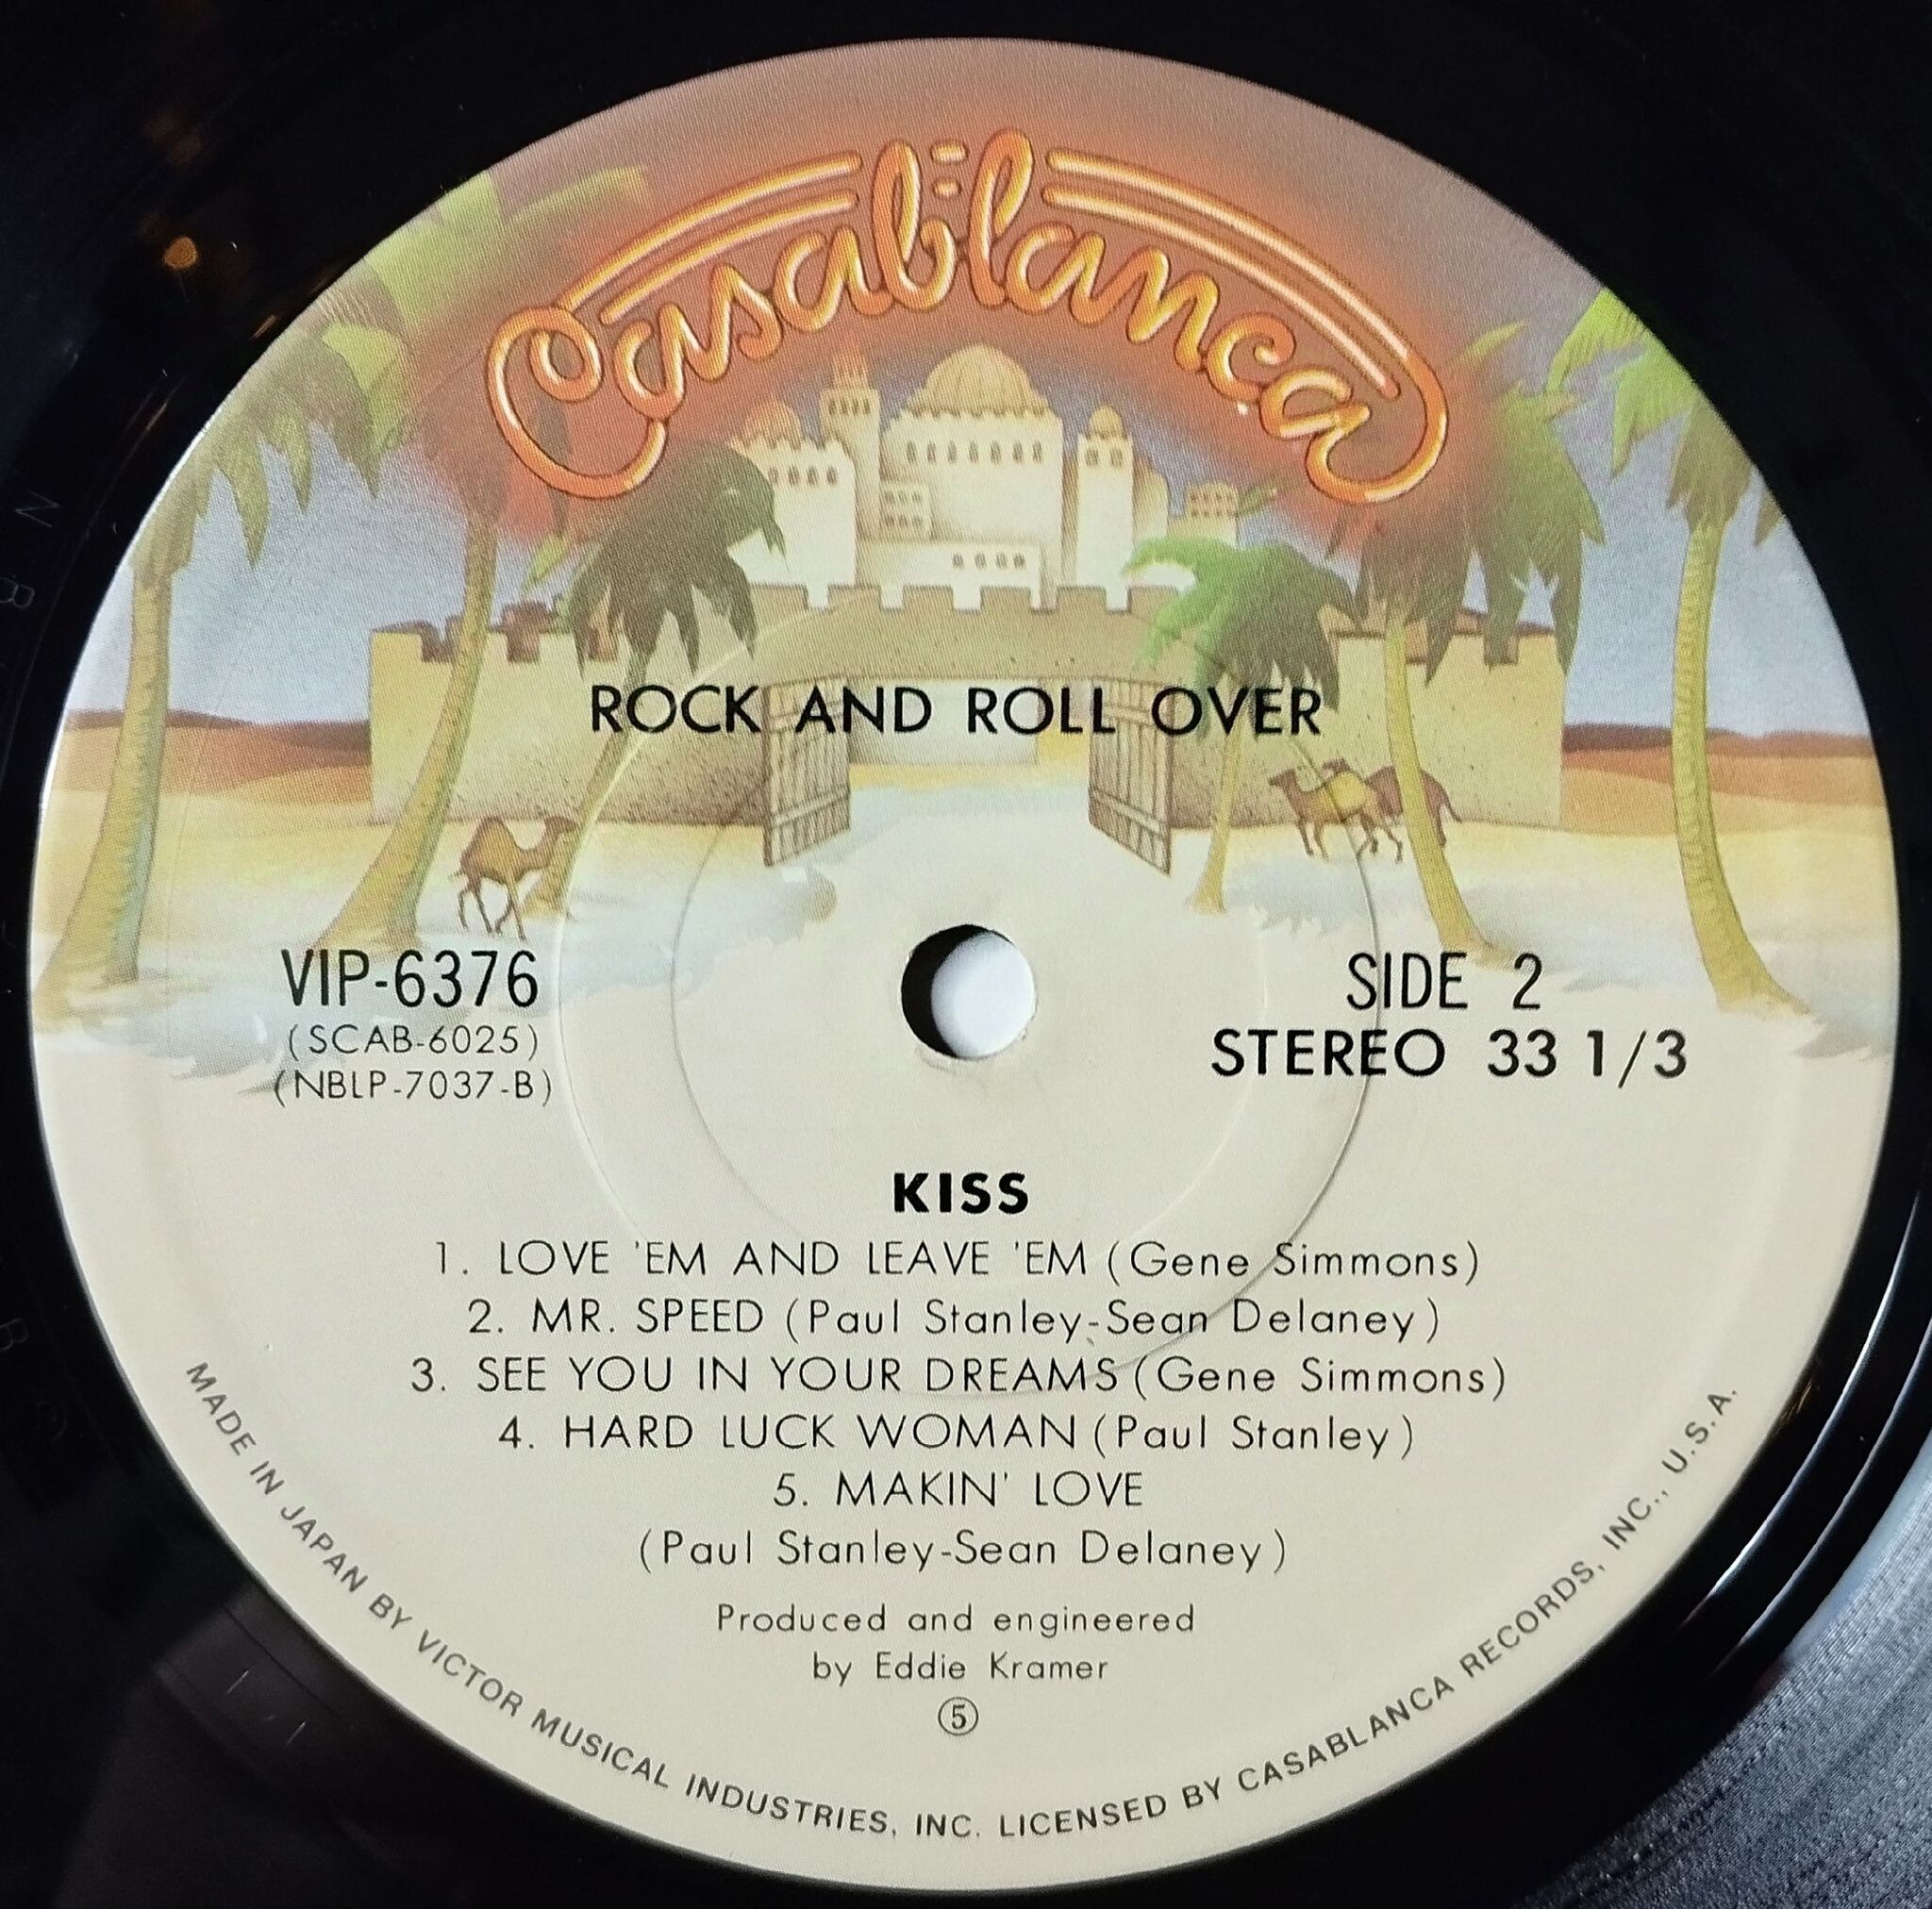 Casablanca
ROCK AND ROLL OVER
VIP-6376
(SCAB-6025)
(NBLP-7037-B)
SIDE 2
STEREO 33 1/3
KISS
1. LOVE 'EM AND LEAVE 'EM (Gene Simmons)
2. MR. SPEED (Paul Stanley-Sean Delaney)
3. SEE YOU IN YOUR DREAMS (Gene Simmons)
4. HARD LUCK WOMAN (Paul Stanley)
5. MAKIN' LOVE
(Paul Stanley-Sean Delaney)
Produced and engineered
by Eddie Kramer
⑤
MADE IN JAPAN BY VICTOR MUSICAL INDUSTRIES, INC. LICENSED BY CASABLANCA RECORDS, INC., U.S.A.